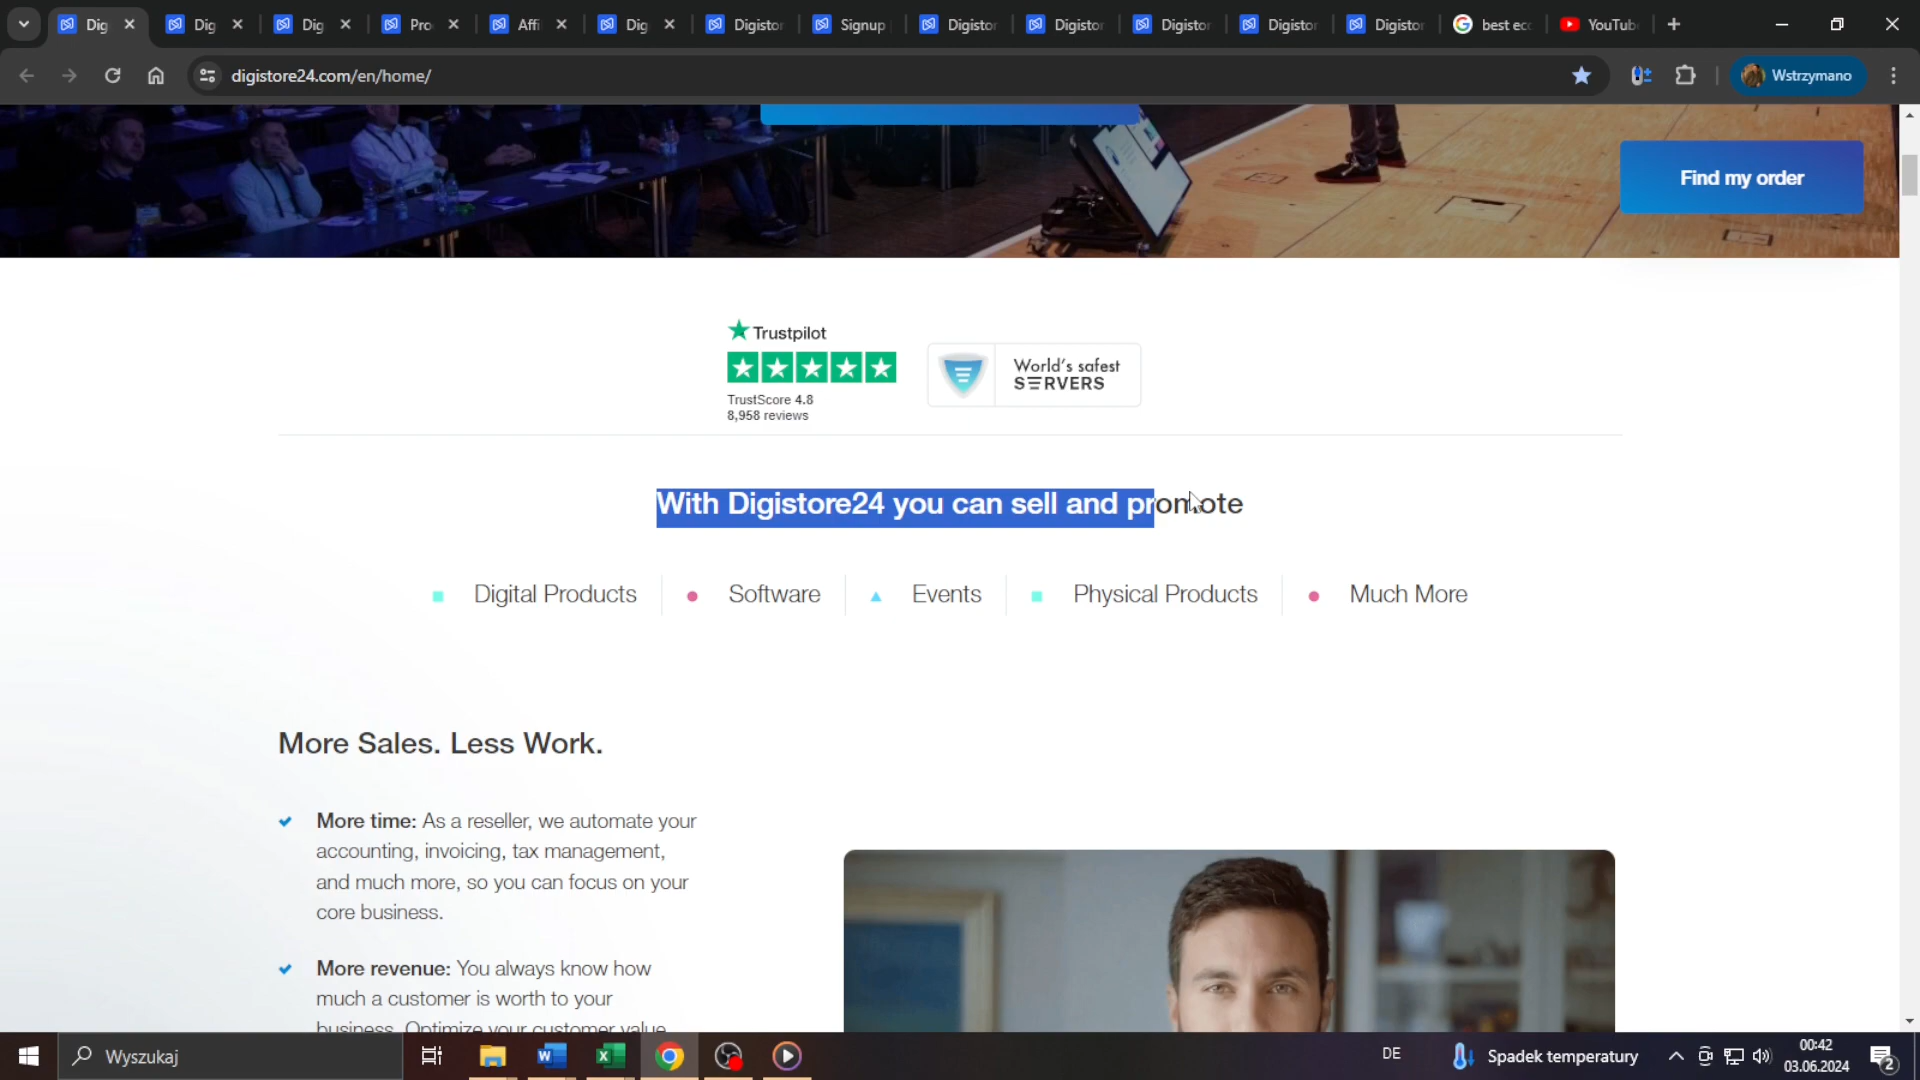 Dig
Dig
Dig
Pro
Affi
Dig
Digistor
Signup
Digistor
Digistor
Digistor
Digistor
Digistor
best ec
YouTub
digistore24.com/en/home/
Wstrzymano
Find my order
Trustpilot
TrustScore 4.8
8,958 reviews
World's safest
SERVERS
With Digistore24 you can sell and promote
Digital Products
Software
Events
Physical Products
Much More
More Sales. Less Work.
More time: As a reseller, we automate your
accounting, invoicing, tax management,
and much more, so you can focus on your
core business.
More revenue: You always know how
much a customer is worth to your
business. Optimize your customer value
Wyszukaj
DE
Spadek temperatury
00:42
03.06.2024
2